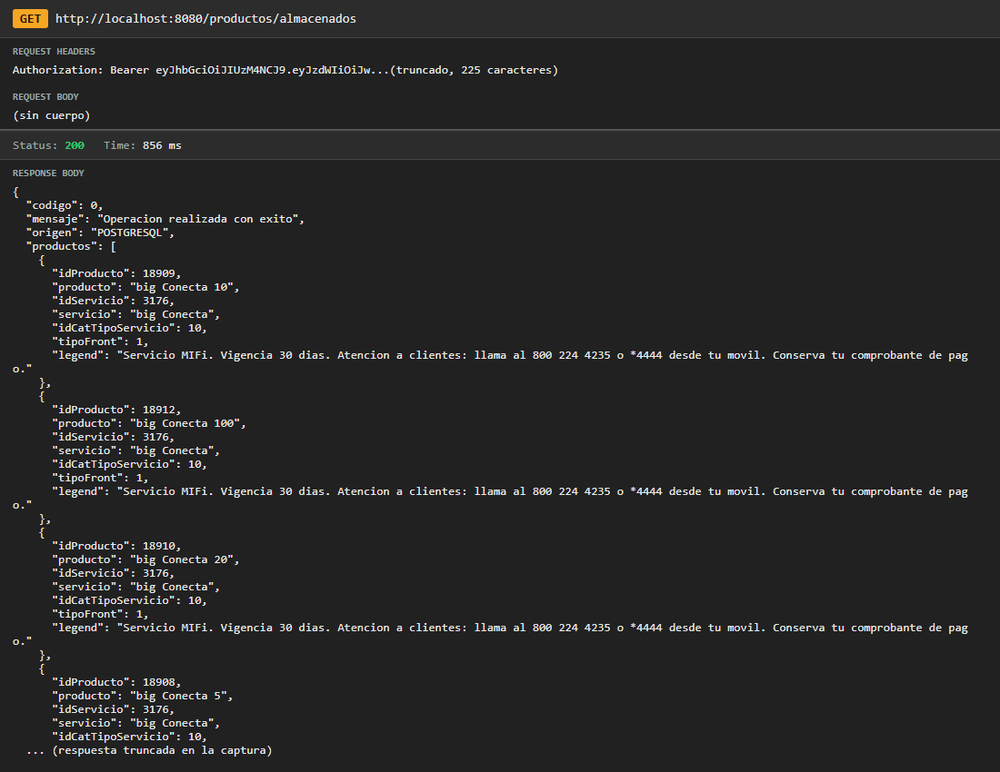 GET http://localhost:8080/productos/almacenados
REQUEST HEADERS
Authorization: Bearer eyJhbGciOiJIUzM4NCJ9.eyJzdWIiOiJw...(truncado, 225 caracteres)
REQUEST BODY
(sin cuerpo)
Status: 200 Time: 856 ms
RESPONSE BODY
{
  "codigo": 0,
  "mensaje": "Operacion realizada con exito",
  "origen": "POSTGRESQL",
  "productos": [
    {
      "idProducto": 18909,
      "producto": "big Conecta 10",
      "idServicio": 3176,
      "servicio": "big Conecta",
      "idCatTipoServicio": 10,
      "tipoFront": 1,
      "legend": "Servicio MIFi. Vigencia 30 dias. Atencion a clientes: llama al 800 224 4235 o *4444 desde tu movil. Conserva tu comprobante de pag
o."
    },
    {
      "idProducto": 18912,
      "producto": "big Conecta 100",
      "idServicio": 3176,
      "servicio": "big Conecta",
      "idCatTipoServicio": 10,
      "tipoFront": 1,
      "legend": "Servicio MIFi. Vigencia 30 dias. Atencion a clientes: llama al 800 224 4235 o *4444 desde tu movil. Conserva tu comprobante de pag
o."
    },
    {
      "idProducto": 18910,
      "producto": "big Conecta 20",
      "idServicio": 3176,
      "servicio": "big Conecta",
      "idCatTipoServicio": 10,
      "tipoFront": 1,
      "legend": "Servicio MIFi. Vigencia 30 dias. Atencion a clientes: llama al 800 224 4235 o *4444 desde tu movil. Conserva tu comprobante de pag
o."
    },
    {
      "idProducto": 18908,
      "producto": "big Conecta 5",
      "idServicio": 3176,
      "servicio": "big Conecta",
      "idCatTipoServicio": 10,
  ... (respuesta truncada en la captura)